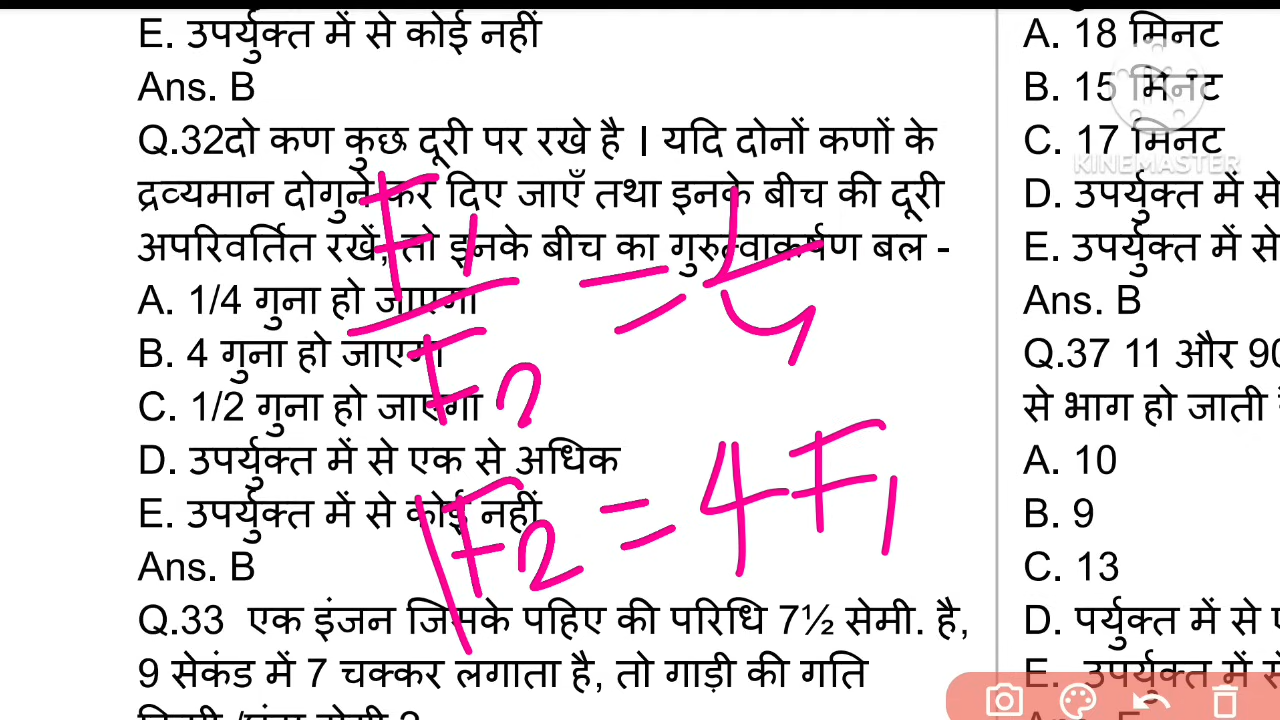 E. उपर्युक्त में से कोई नहीं
Ans. B
Q.32दो कण कुछ दूरी पर रखे है । यदि दोनों कणों के
द्रव्यमान दोगुने कर दिए जाएँ तथा इनके बीच की दूरी
अपरिवर्तित रखें, तो इनके बीच का गुरुत्वाकर्षण बल -
A. 1/4 गुना हो जाएगा
B. 4 गुना हो जाएगा
C. 1/2 गुना हो जाएगा
D. उपर्युक्त में से एक से अधिक
E. उपर्युक्त में से कोई नहीं
Ans. B
Q.33 एक इंजन जिसके पहिए की परिधि 7½ सेमी. है,
9 सेकंड में 7 चक्कर लगाता है, तो गाड़ी की गति
F1
F2
= 1
4
F2 = 4F1
A. 18 मिनट
B. 15 मिनट
C. 17 मिनट
D. उपर्युक्त में से
E. उपर्युक्त में से
Ans. B
Q.37 11 और 90
से भाग हो जाती
A. 10
B. 9
C. 13
D. पर्युक्त में से
E. उपर्युक्त में से
KINEMASTER